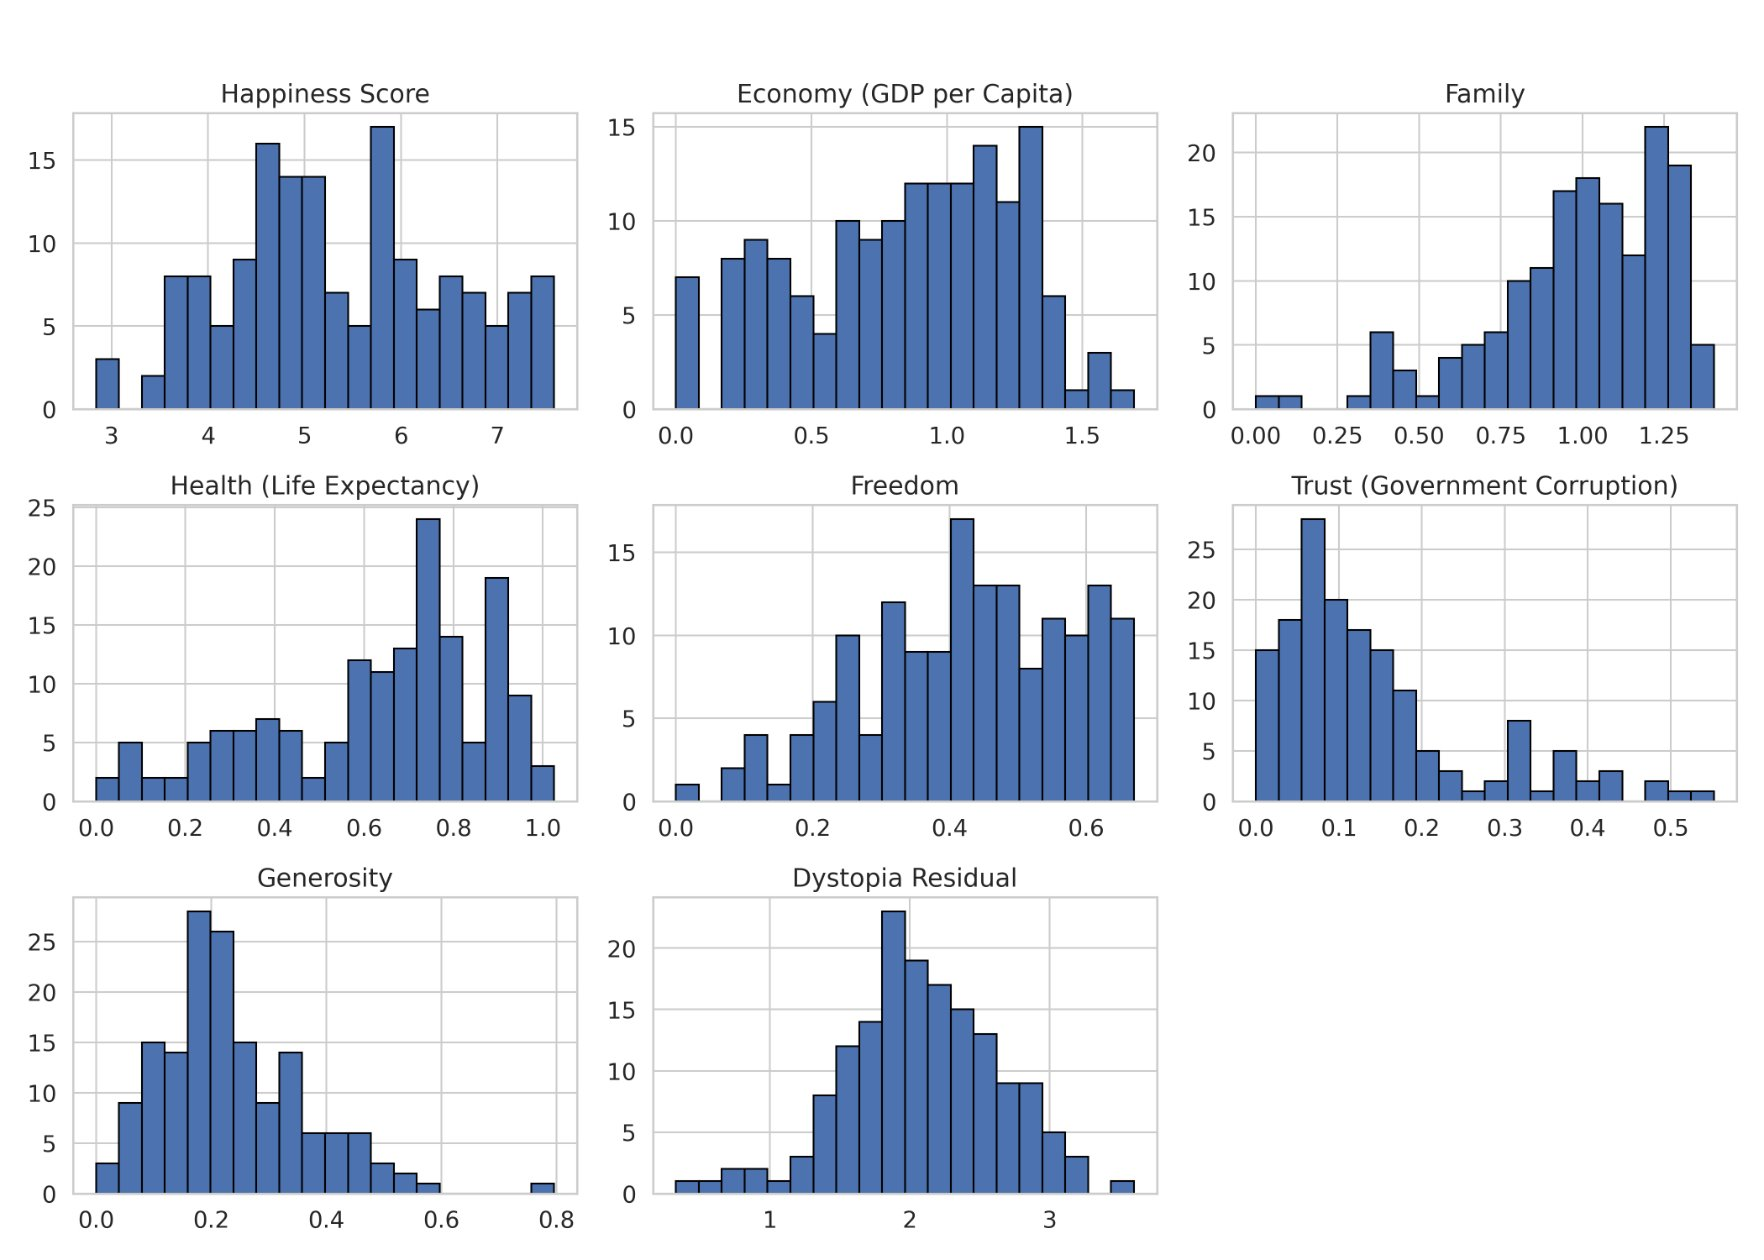 Happiness Score
15
10
5
0
3 4 5 6 7
Economy (GDP per Capita)
15
10
5
0
0.0 0.5 1.0 1.5
Family
20
15
10
5
0
0.00 0.25 0.50 0.75 1.00 1.25
Health (Life Expectancy)
25
20
15
10
5
0
0.0 0.2 0.4 0.6 0.8 1.0
Freedom
15
10
5
0
0.0 0.2 0.4 0.6
Trust (Government Corruption)
25
20
15
10
5
0
0.0 0.1 0.2 0.3 0.4 0.5
Generosity
25
20
15
10
5
0
0.0 0.2 0.4 0.6 0.8
Dystopia Residual
20
15
10
5
0
1 2 3